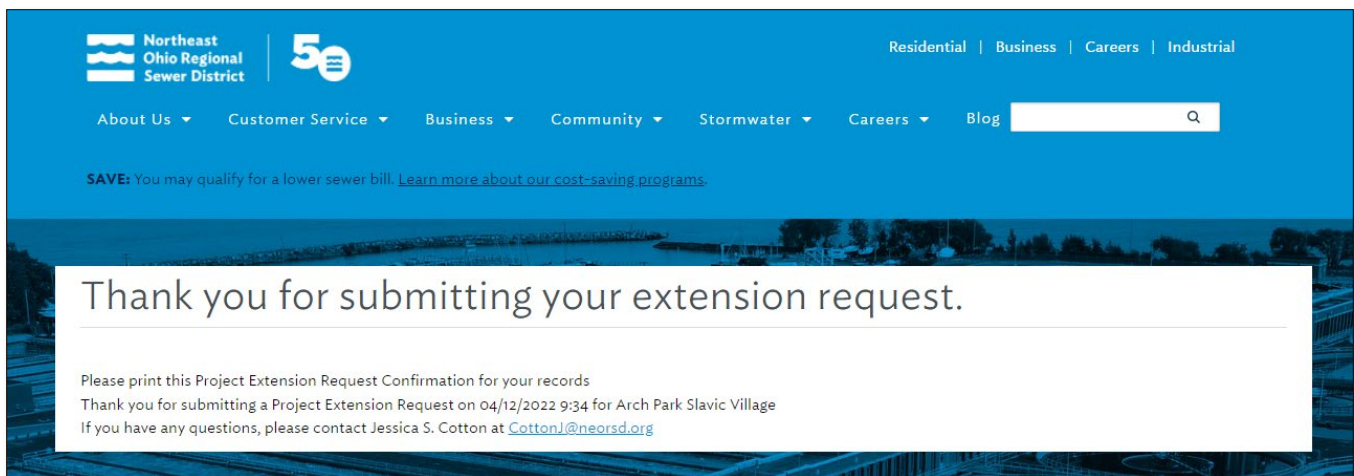 Northeast
Ohio Regional
Sewer District
50
Residential | Business | Careers | Industrial
About Us Customer Service Business Community Stormwater Careers Blog
SAVE: You may qualify for a lower sewer bill. Learn more about our cost-saving programs.
Thank you for submitting your extension request.
Please print this Project Extension Request Confirmation for your records
Thank you for submitting a Project Extension Request on 04/12/2022 9:34 for Arch Park Slavic Village
If you have any questions, please contact Jessica S. Cotton at CottonJ@neorsd.org